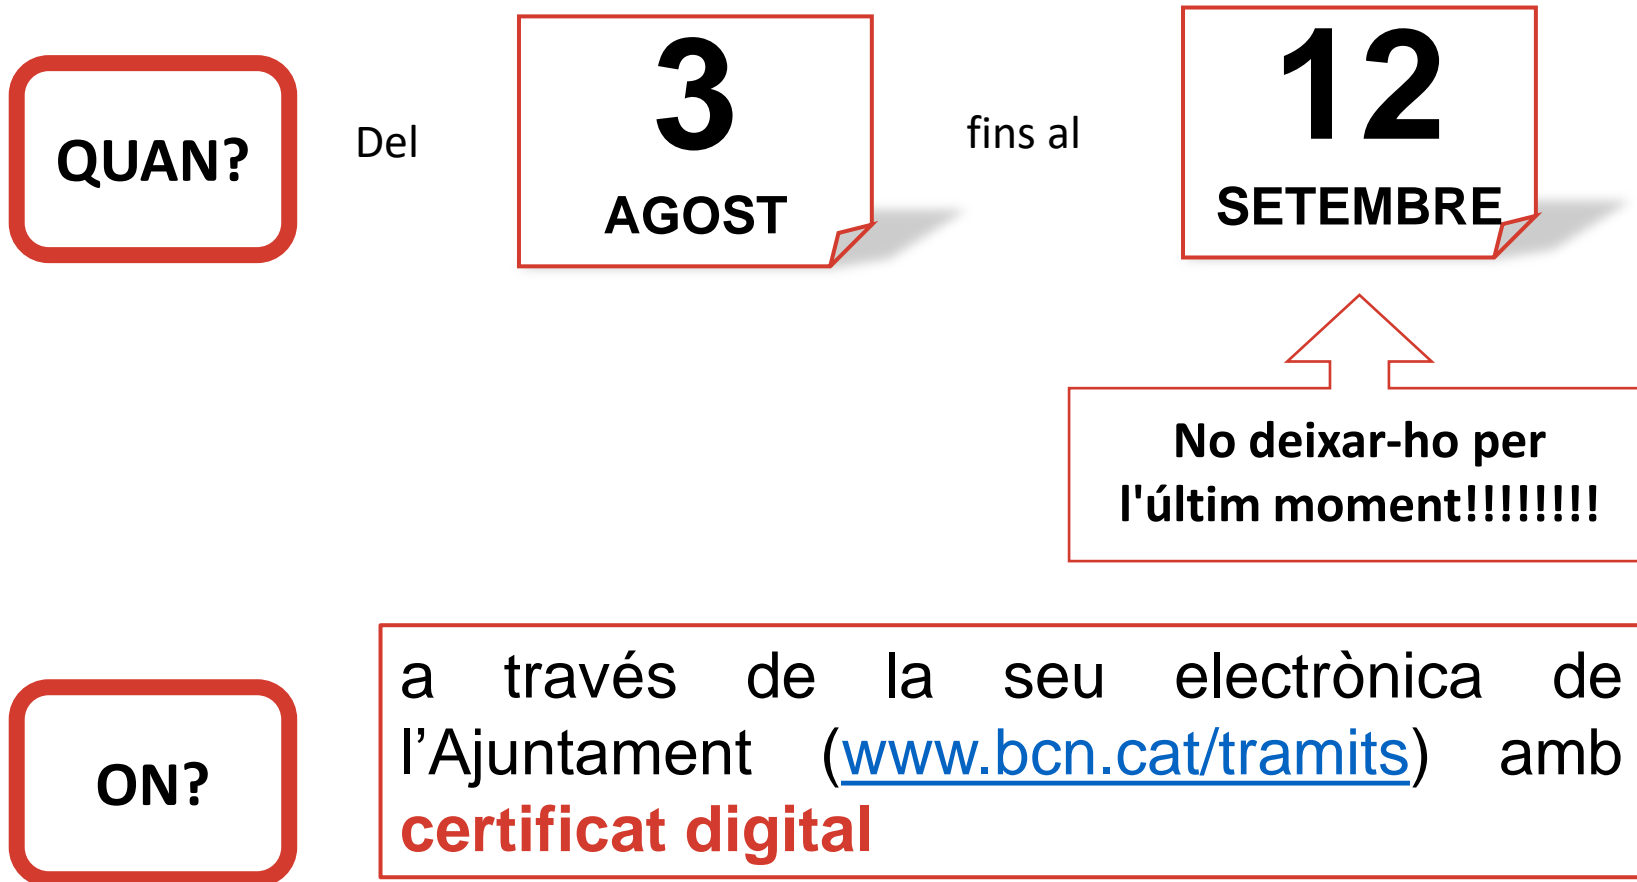 QUAN?
Del
3
AGOST
fins al
12
SETEMBRE
No deixar-ho per
l'últim moment!!!!!!!!
ON?
a través de la seu electrònica de
l’Ajuntament (www.bcn.cat/tramits) amb
certificat digital